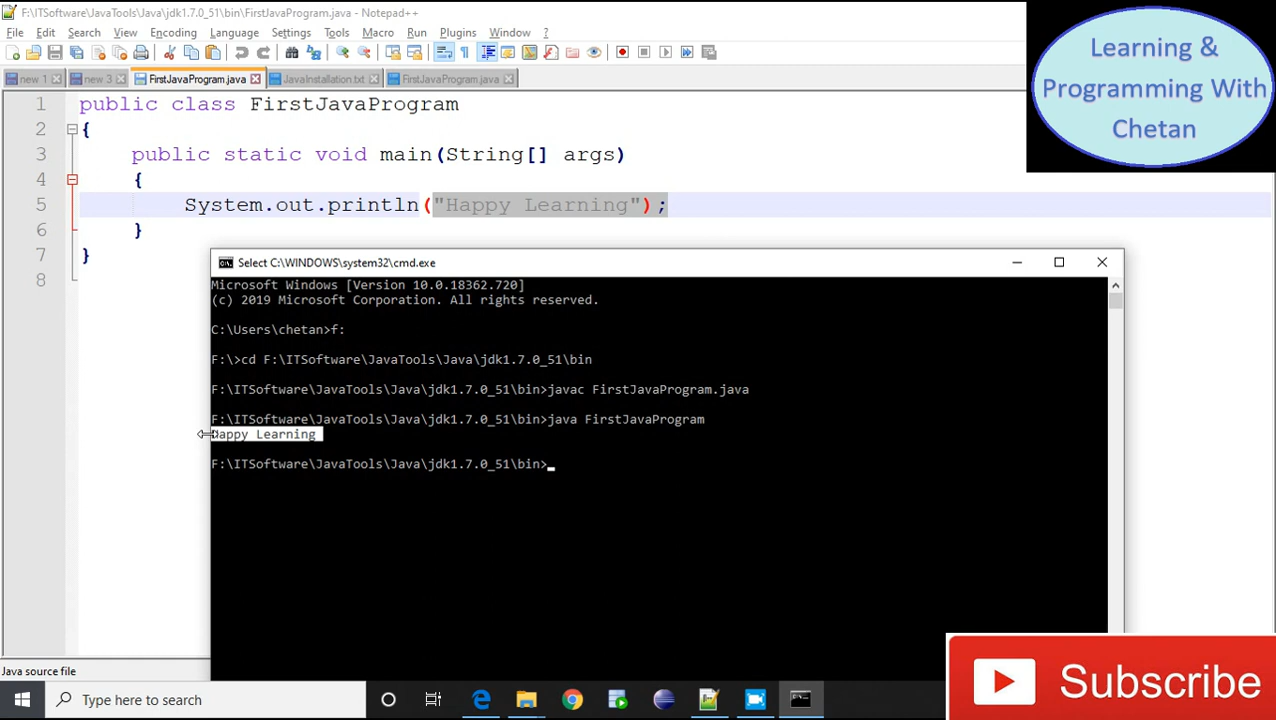 F:\ITSoftware\JavaTools\Java\jdk1.7.0_51\bin\FirstJavaProgram.java - Notepad++
File Edit Search View Encoding Language Settings Tools Macro Run Plugins Window ?
new 1 new 3 FirstJavaProgram.java JavaInstallation.txt FirstJavaProgram.java
Learning &
Programming With
Chetan
1 public class FirstJavaProgram
2 {
3 public static void main(String[] args)
4 {
5 System.out.println("Happy Learning");
6 }
7 }
8
Select C:\WINDOWS\system32\cmd.exe
Microsoft Windows [Version 10.0.18362.720]
(c) 2019 Microsoft Corporation. All rights reserved.
C:\Users\chetan>f:
F:\>cd F:\ITSoftware\JavaTools\Java\jdk1.7.0_51\bin
F:\ITSoftware\JavaTools\Java\jdk1.7.0_51\bin>javac FirstJavaProgram.java
F:\ITSoftware\JavaTools\Java\jdk1.7.0_51\bin>java FirstJavaProgram
Happy Learning
F:\ITSoftware\JavaTools\Java\jdk1.7.0_51\bin>
Java source file
Subscribe
Type here to search